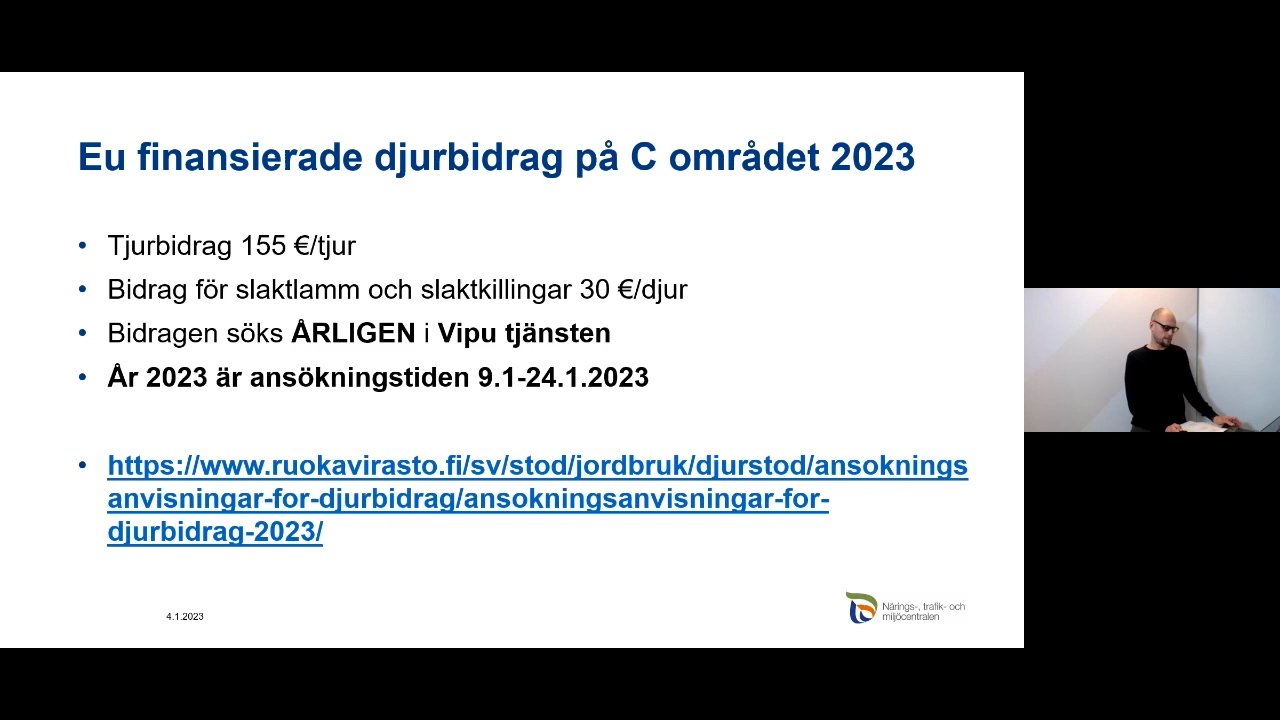 Eu finansierade djurbidrag på C området 2023
• Tjurbidrag 155 €/tjur
• Bidrag för slaktlamm och slaktkillingar 30 €/djur
• Bidragen söks ÅRLIGEN i Vipu tjänsten
• År 2023 är ansökningstiden 9.1-24.1.2023
• https://www.ruokavirasto.fi/sv/stod/jordbruk/djurstod/ansoknings
anvisningar-for-djurbidrag/ansokningsanvisningar-for-
djurbidrag-2023/
4.1.2023
Närings-, trafik- och
miljöcentralen